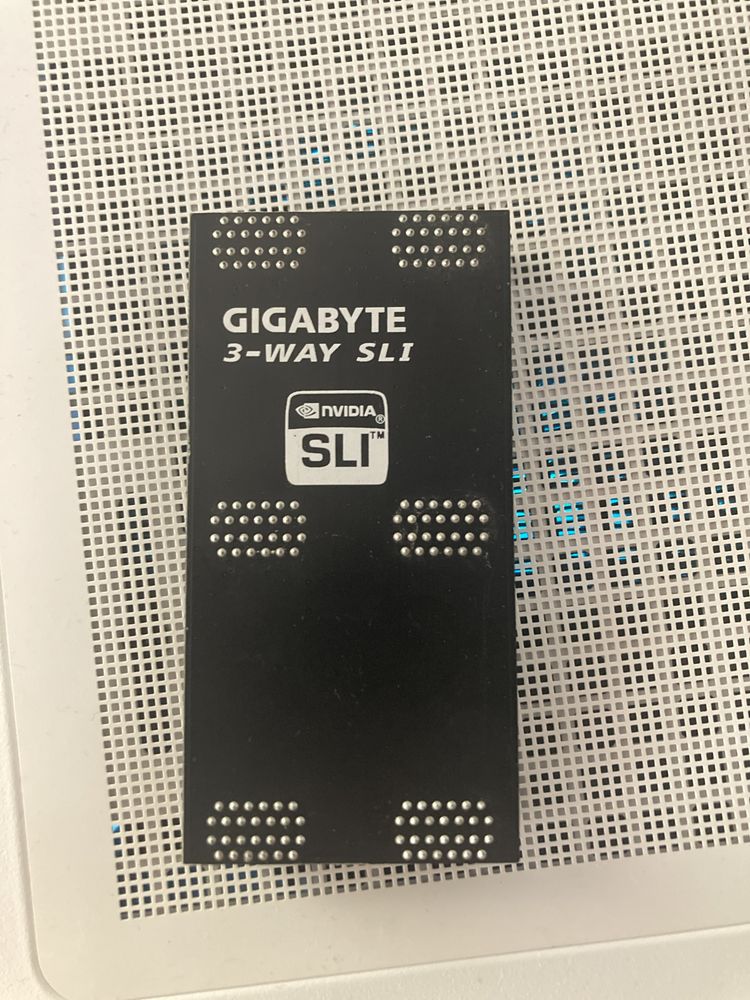 GIGABYTE
3-WAY SLI
NVIDIA®
SLI™